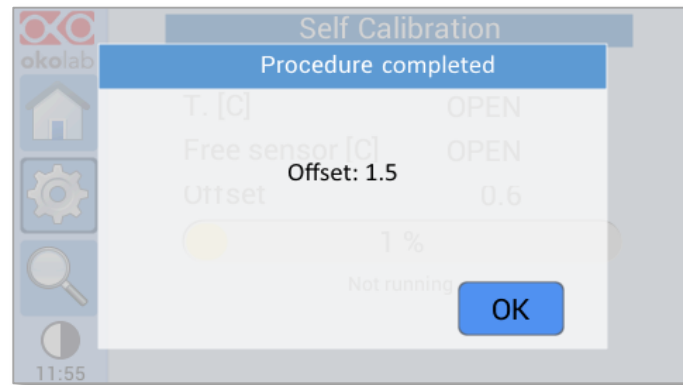 Self Calibration
okolab
Procedure completed
T. [C] OPEN
Free sensor [C] OPEN
Offset: 1.5
Offset 0.6
1 %
Not running
OK
11:55